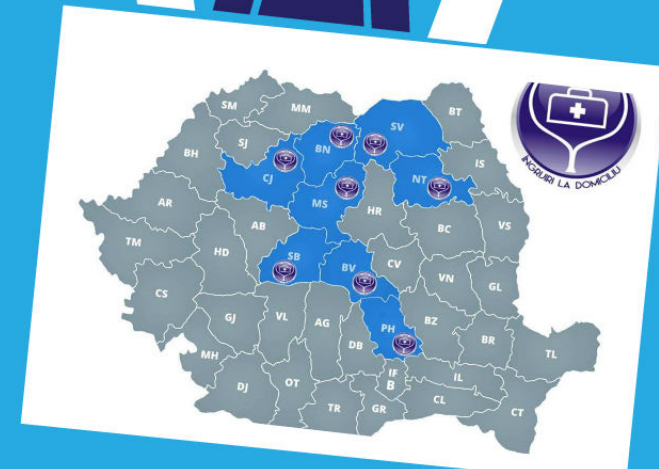 SM
MM
BT
SV
SJ
BN
BH
IS
CJ
NT
MS
HR
AR
AB
BC
VS
TM
HD
SB
BV
CV
VN
GL
CS
GJ
VL
AG
PH
BZ
BR
TL
MH
DB
IF
B
IL
DJ
OT
TR
GR
CL
CT
INGRIJIRI LA DOMICILIU